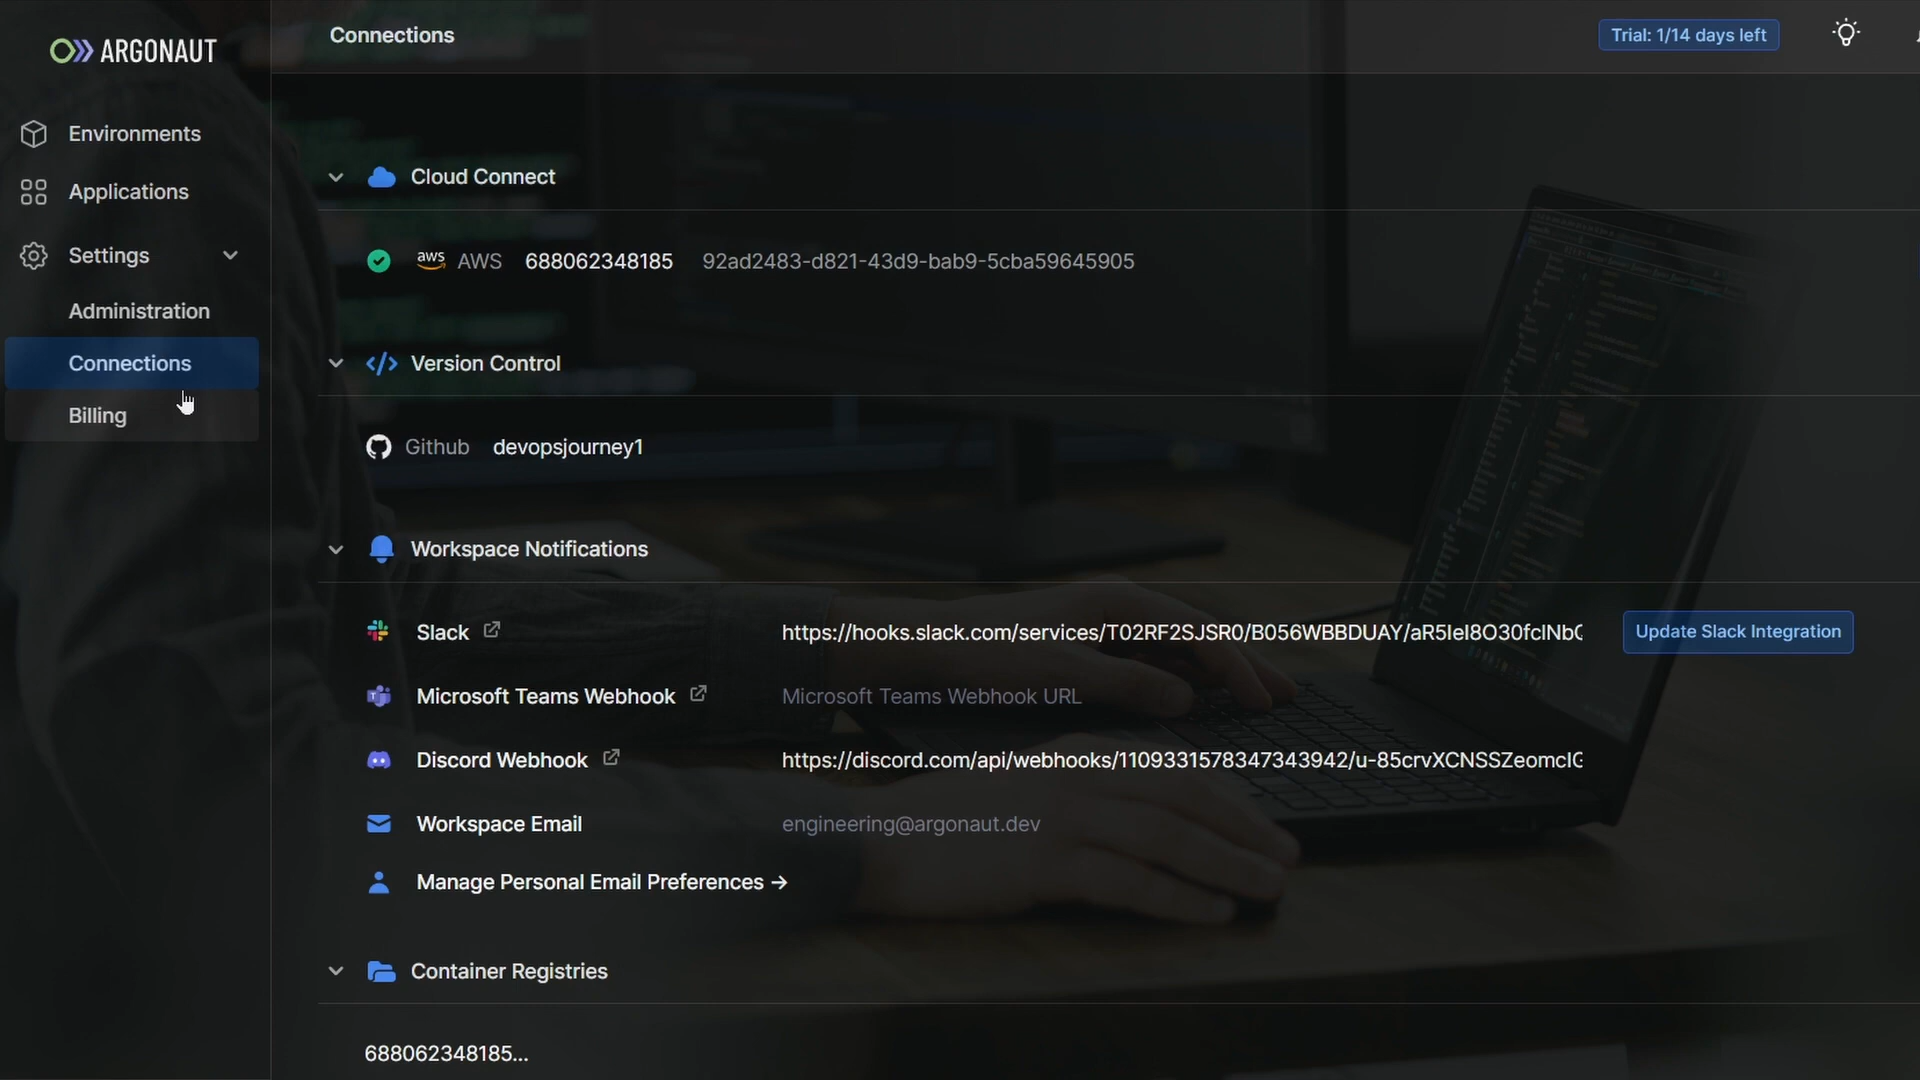 ARGONAUT
Connections
Trial: 1/14 days left
Environments
Applications
Settings
Administration
Connections
Billing
Cloud Connect
aws AWS 688062348185 92ad2483-d821-43d9-bab9-5cba59645905
Version Control
Github devopsjourney1
Workspace Notifications
Slack https://hooks.slack.com/services/T02RF2SJSR0/B056WBBDUAY/aR5IeI8O30fcINb Update Slack Integration
Microsoft Teams Webhook Microsoft Teams Webhook URL
Discord Webhook https://discord.com/api/webhooks/1109331578347343942/u-85crvXCNSSZeomcI
Workspace Email engineering@argonaut.dev
Manage Personal Email Preferences →
Container Registries
688062348185...